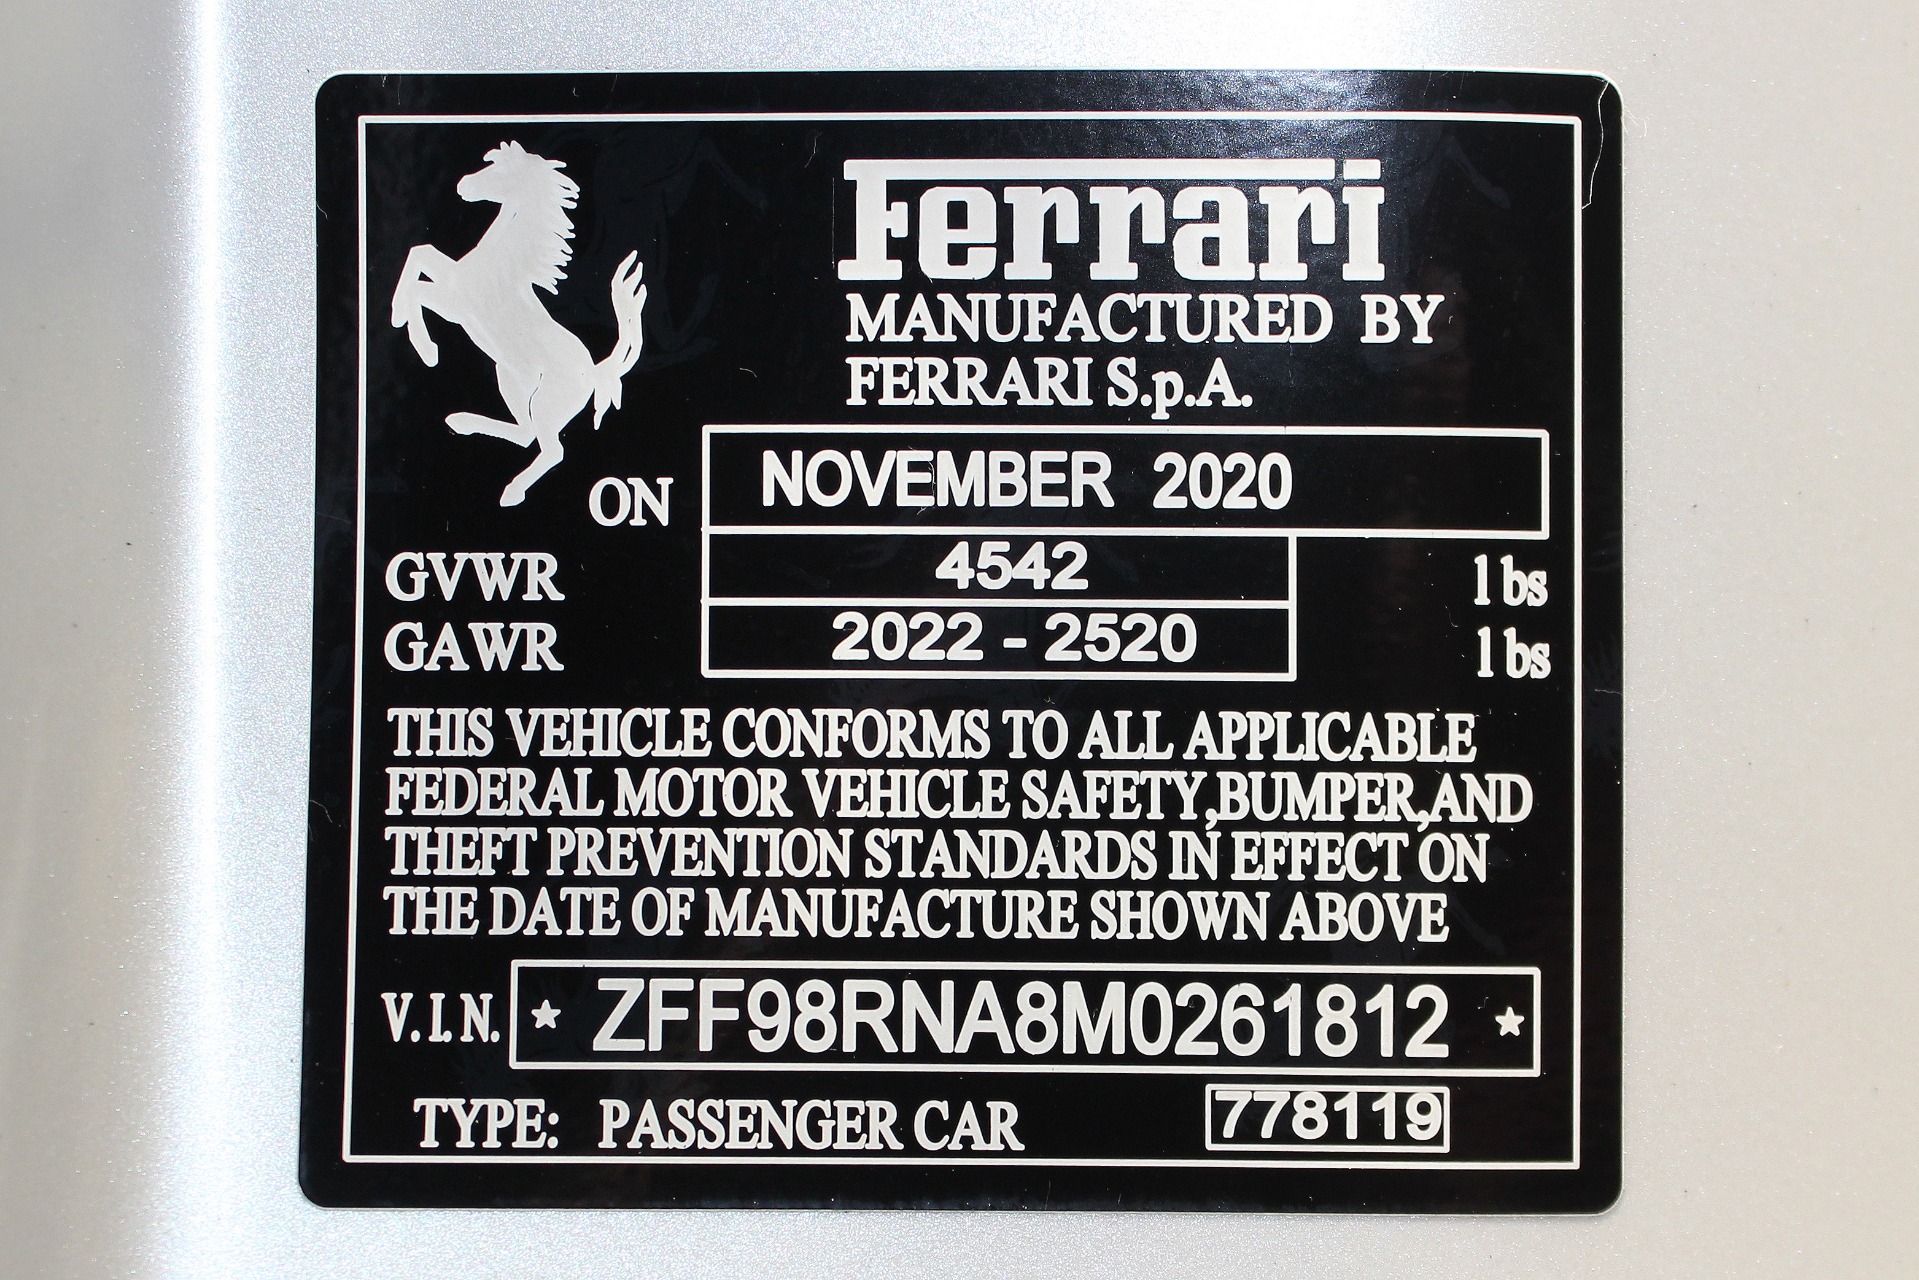 Ferrari
MANUFACTURED BY
FERRARI S.p.A.
ON NOVEMBER 2020
GVWR 4542 lbs
GAWR 2022 - 2520 lbs
THIS VEHICLE CONFORMS TO ALL APPLICABLE
FEDERAL MOTOR VEHICLE SAFETY,BUMPER,AND
THEFT PREVENTION STANDARDS IN EFFECT ON
THE DATE OF MANUFACTURE SHOWN ABOVE
V.I.N. ★ ZFF98RNA8M0261812 ★
TYPE: PASSENGER CAR 778119